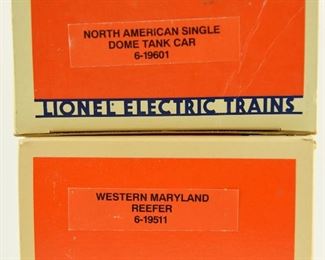 NORTH AMERICAN SINGLE
DOME TANK CAR
6-19601
LIONEL ELECTRIC TRAINS
WESTERN MARYLAND
REEFER
6-19511